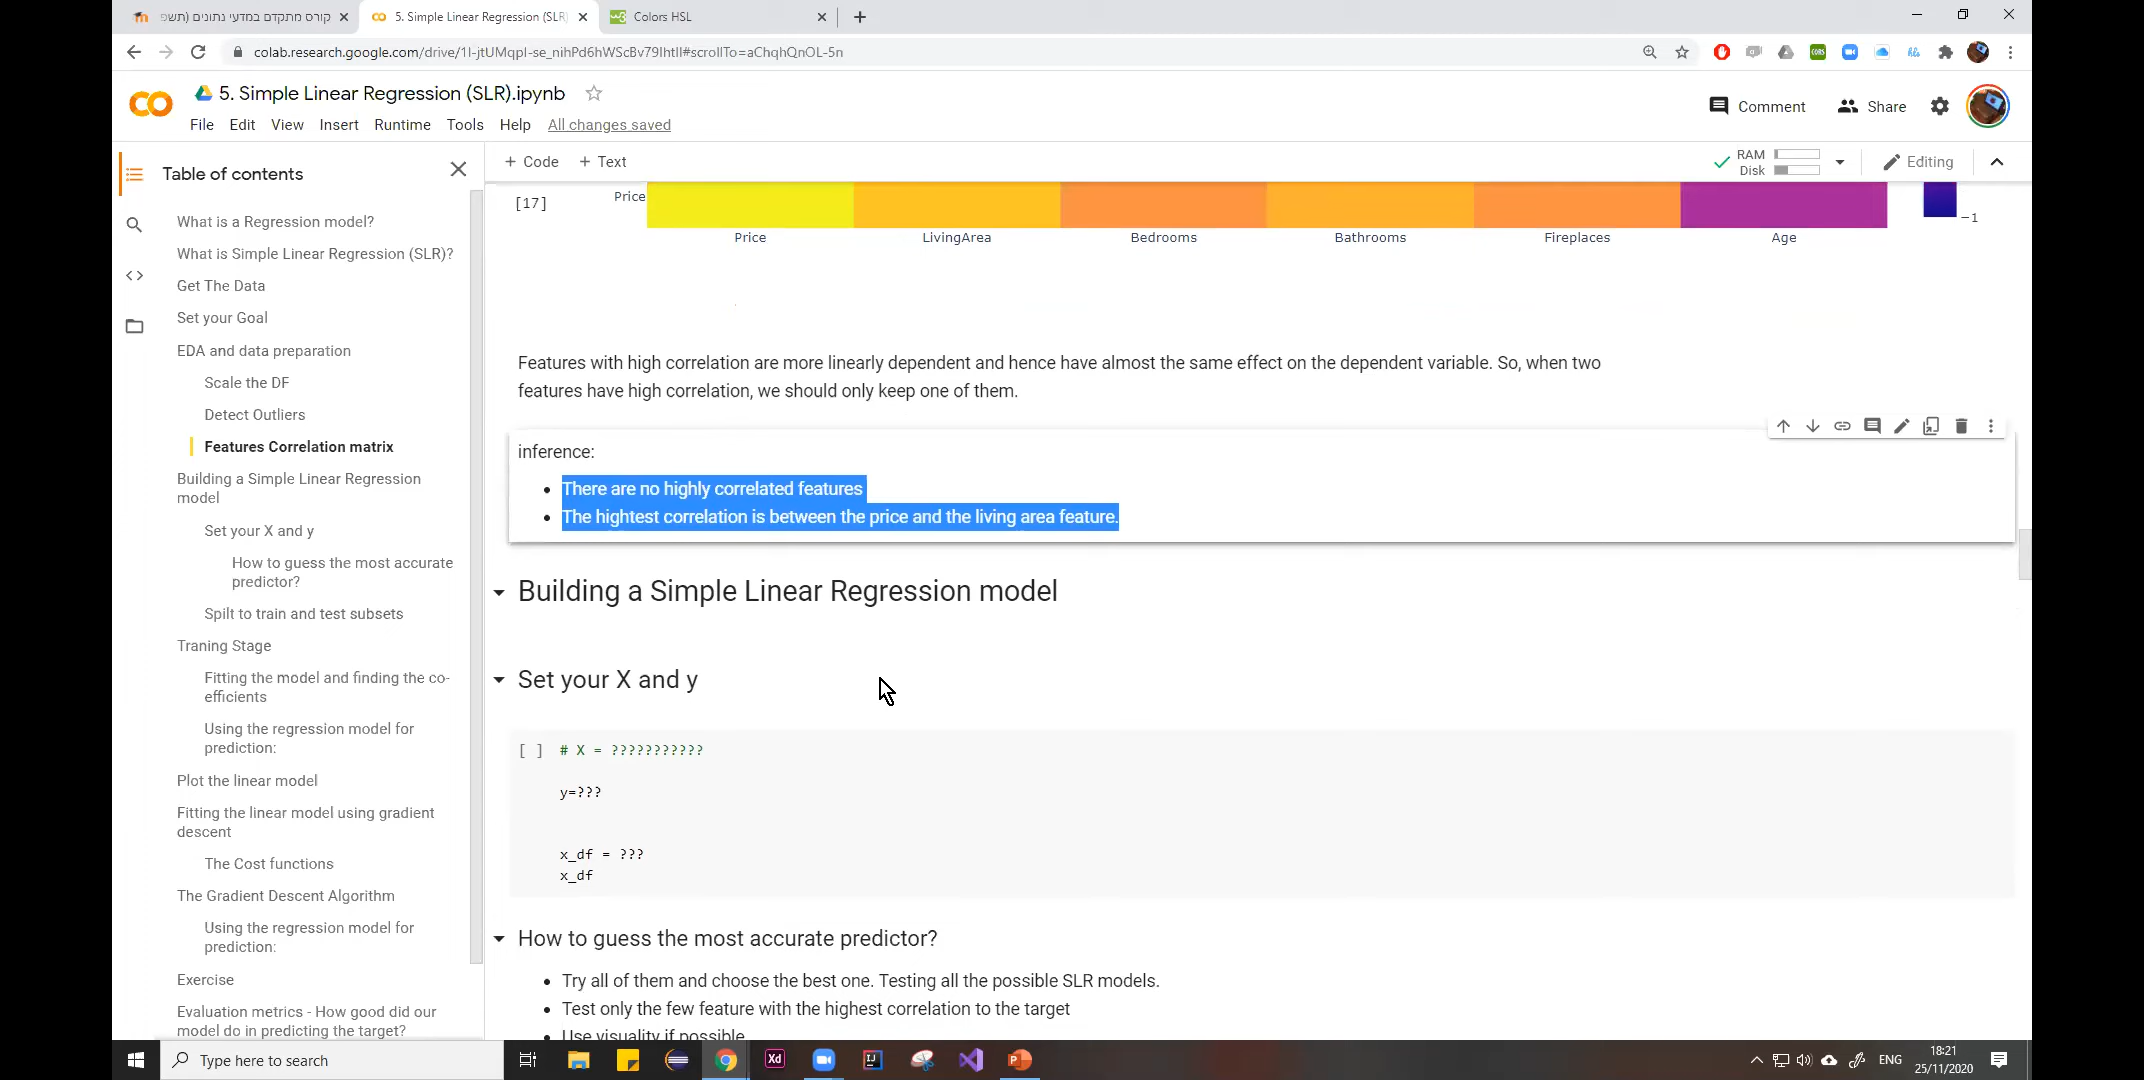 קורס מתקדם במדעי נתונים (תשפ
5. Simple Linear Regression (SLR)
Colors HSL
colab.research.google.com/drive/1I-jtUMqpI-se_nihPd6hWScBv79IhtII#scrollTo=aChqhQnOL-5n
5. Simple Linear Regression (SLR).ipynb
Comment
Share
File Edit View Insert Runtime Tools Help All changes saved
+ Code + Text
RAM
Disk
Editing
Table of contents
What is a Regression model?
What is Simple Linear Regression (SLR)?
Get The Data
Set your Goal
EDA and data preparation
Scale the DF
Detect Outliers
Features Correlation matrix
Building a Simple Linear Regression
model
Set your X and y
How to guess the most accurate
predictor?
Spilt to train and test subsets
Traning Stage
Fitting the model and finding the co-
efficients
Using the regression model for
prediction:
Plot the linear model
Fitting the linear model using gradient
descent
The Cost functions
The Gradient Descent Algorithm
Using the regression model for
prediction:
Exercise
Evaluation metrics - How good did our
model do in predicting the target?
[17]
Price
−1
Price LivingArea Bedrooms Bathrooms Fireplaces Age
Features with high correlation are more linearly dependent and hence have almost the same effect on the dependent variable. So, when two
features have high correlation, we should only keep one of them.
inference:
• There are no highly correlated features
• The hightest correlation is between the price and the living area feature.
Building a Simple Linear Regression model
Set your X and y
[ ] # X = ???????????
y=???
x_df = ???
x_df
How to guess the most accurate predictor?
• Try all of them and choose the best one. Testing all the possible SLR models.
• Test only the few feature with the highest correlation to the target
• Use visuality if possible
Type here to search
Xd
ENG
18:21
25/11/2020